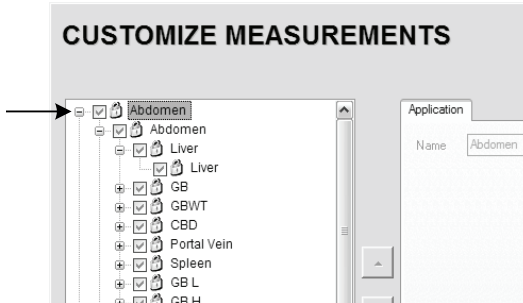 CUSTOMIZE MEASUREMENTS
Abdomen
Abdomen
Liver
Liver
GB
GBWT
CBD
Portal Vein
Spleen
GB L
GB H
Application
Name Abdomen